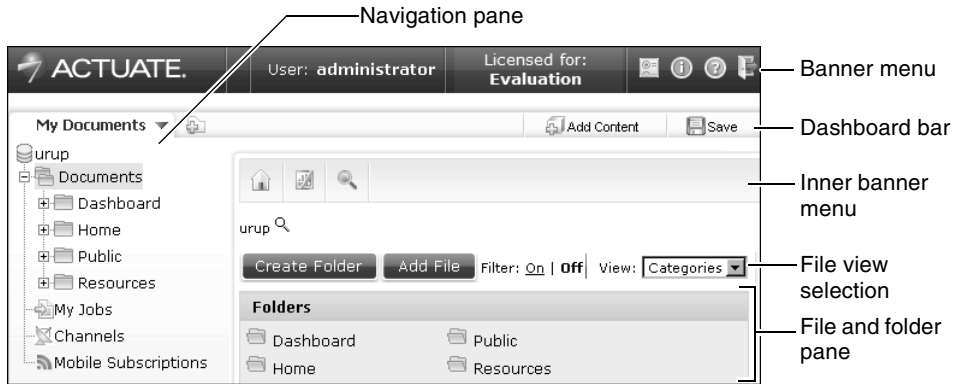 Navigation pane
ACTUATE.
User: administrator
Licensed for:
Evaluation
Banner menu
My Documents
Add Content
Save
Dashboard bar
urup
Documents
Dashboard
Home
Public
Resources
My Jobs
Channels
Mobile Subscriptions
Inner banner
menu
urup
Create Folder
Add File
Filter: On | Off
View: Categories
File view
selection
Folders
Dashboard
Public
Home
Resources
File and folder
pane